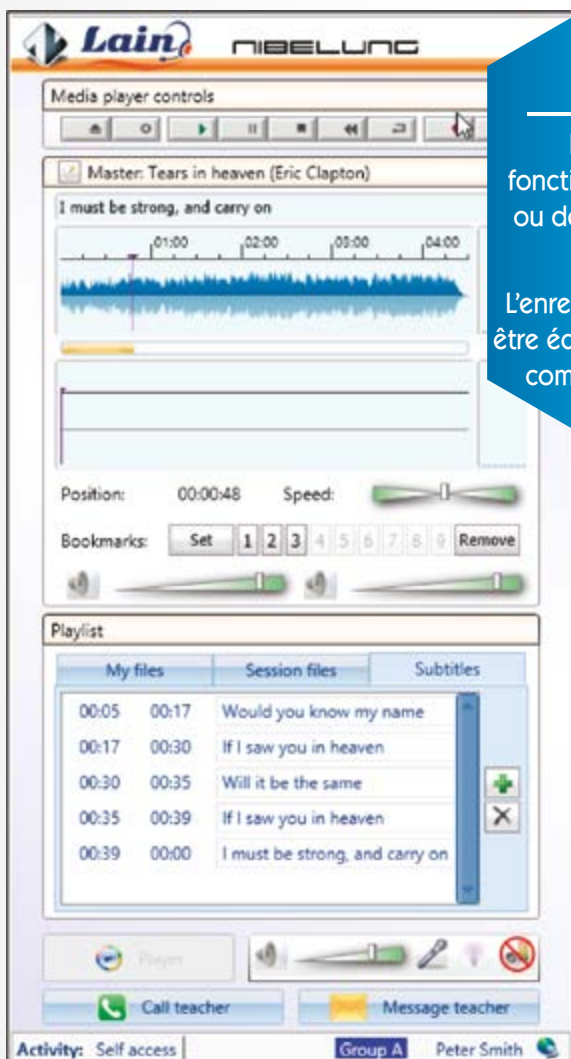 Lain NIBELUNG
Media player controls
Master: Tears in heaven (Eric Clapton)
I must be strong, and carry on
01:00 02:00 03:00 04:00
Position: 00:00:48 Speed:
Bookmarks: Set 1 2 3 4 5 6 7 8 9 Remove
Playlist
My files Session files Subtitles
00:05 00:17 Would you know my name
00:17 00:30 If I saw you in heaven
00:30 00:35 Will it be the same
00:35 00:39 If I saw you in heaven
00:39 00:00 I must be strong, and carry on
Player
Call teacher Message teacher
Activity: Self access Group A Peter Smith
foncti
ou d
L'enre
être éc
com